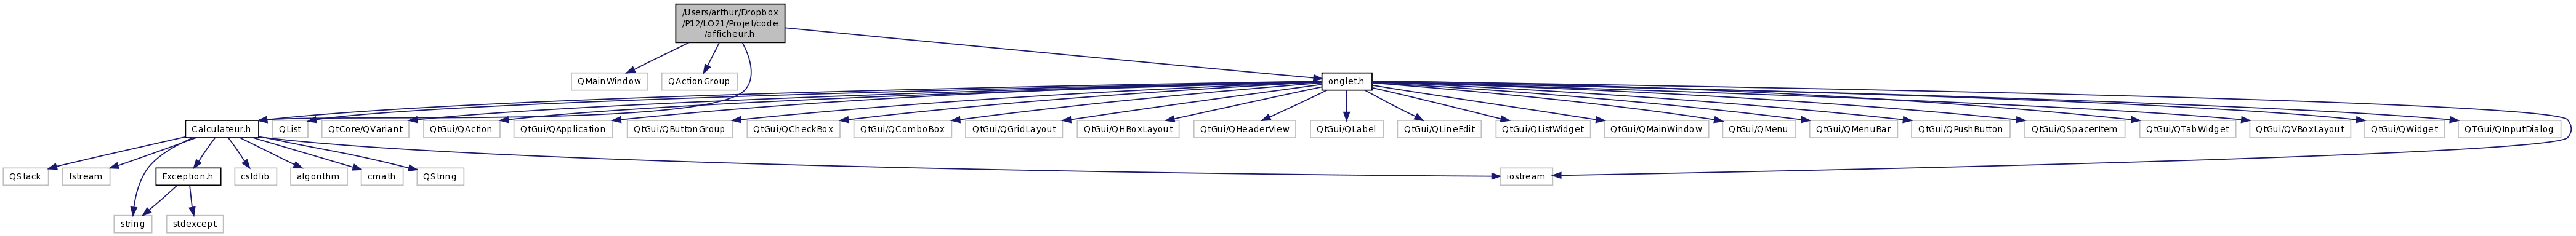 /Users/arthur/Dropbox
/P12/LO21/Projet/code
/afficheur.h
QMainWindow
QActionGroup
onglet.h
Calculateur.h
QList
QtCore/QVariant
QtGui/QAction
QtGui/QApplication
QtGui/QButtonGroup
QtGui/QCheckBox
QtGui/QComboBox
QtGui/QGridLayout
QtGui/QHBoxLayout
QtGui/QHeaderView
QtGui/QLabel
QtGui/QLineEdit
QtGui/QListWidget
QtGui/QMainWindow
QtGui/QMenu
QtGui/QMenuBar
QtGui/QPushButton
QtGui/QSpacerItem
QtGui/QTabWidget
QtGui/QVBoxLayout
QtGui/QWidget
QTGui/QInputDialog
QStack
fstream
Exception.h
cstdlib
algorithm
cmath
QString
iostream
string
stdexcept